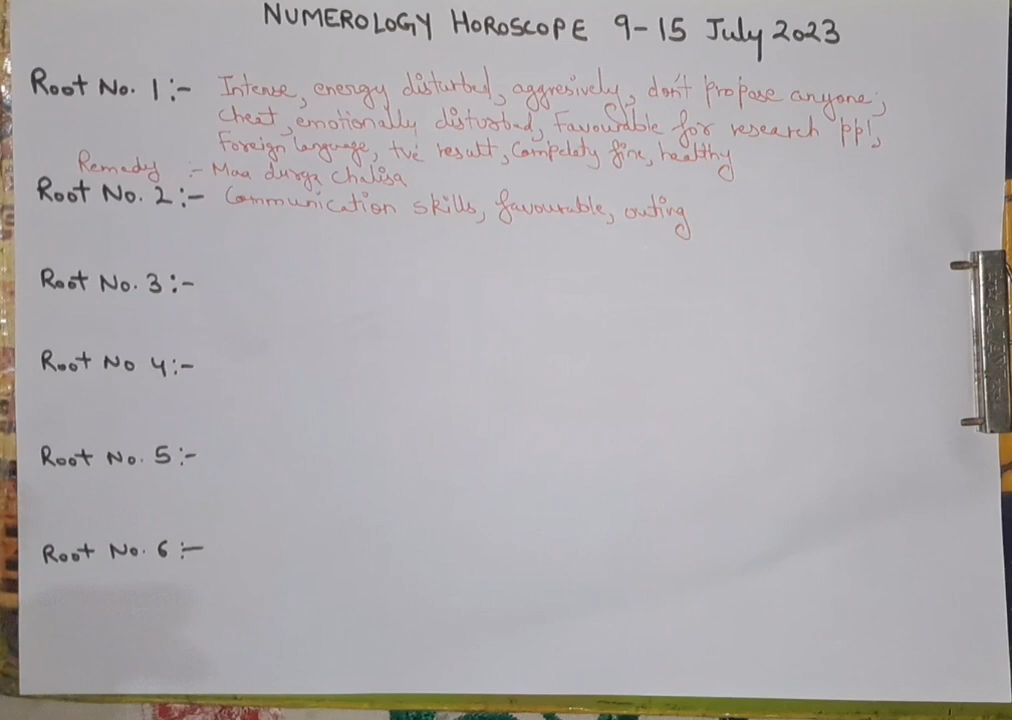 NUMEROLOGY HOROSCOPE 9-15 July 2023
Root No. 1:- Intense, energy disturbed, aggresively, don't propose anyone,
cheat, emotionally disturbed, Favourable for research ppl,
Foreign language, +ve result, Competely fine, healthy
Remedy :- Maa durga Chalisa
Root No. 2:- Communication skills, favourable, outing
Root No. 3:-
Root No 4:-
Root No. 5:-
Root No. 6:-